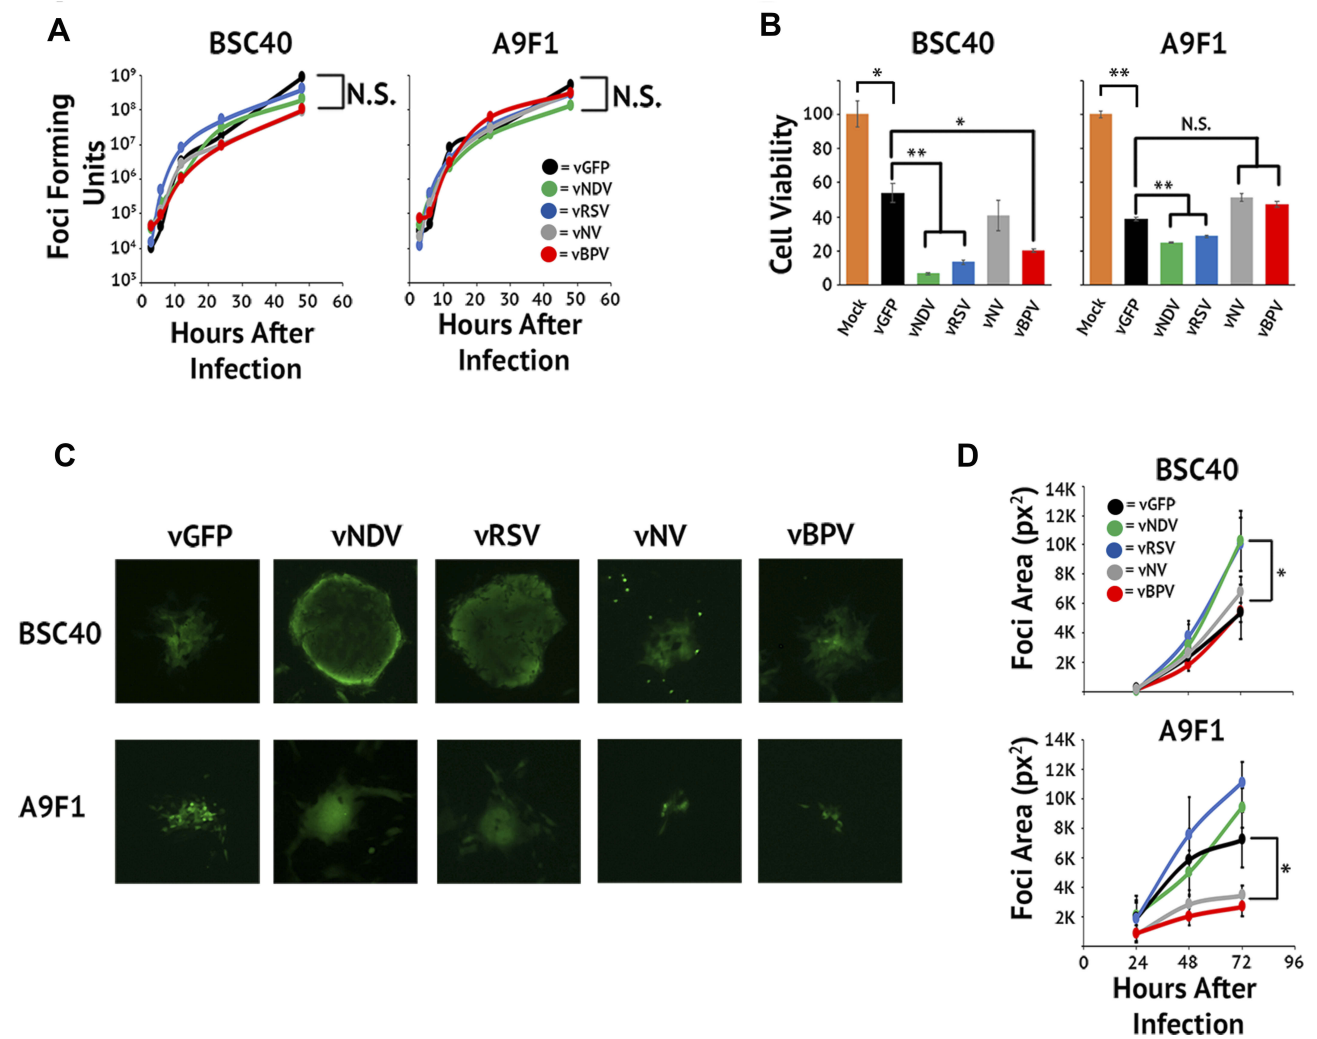 A
BSC40
A9F1
Foci Forming
Units
10⁹
10⁸
10⁷
10⁶
10⁵
10⁴
10³
N.S.
N.S.
= vGFP
= vNDV
= vRSV
= vNV
= vBPV
0 10 20 30 40 50 60
0 10 20 30 40 50 60
Hours After
Infection
Hours After
Infection
B
BSC40
A9F1
Cell Viability
100
80
60
40
20
0
*
**
*
**
N.S.
**
Mock vGFP vNDV vRSV vNV vBPV
Mock vGFP vNDV vRSV vNV vBPV
C
vGFP vNDV vRSV vNV vBPV
BSC40
A9F1
D
BSC40
Foci Area (px²)
14K
12K
10K
8K
6K
4K
2K
= vGFP
= vNDV
= vRSV
= vNV
= vBPV
*
A9F1
Foci Area (px²)
14K
12K
10K
8K
6K
4K
2K
*
0 24 48 72 96
Hours After
Infection